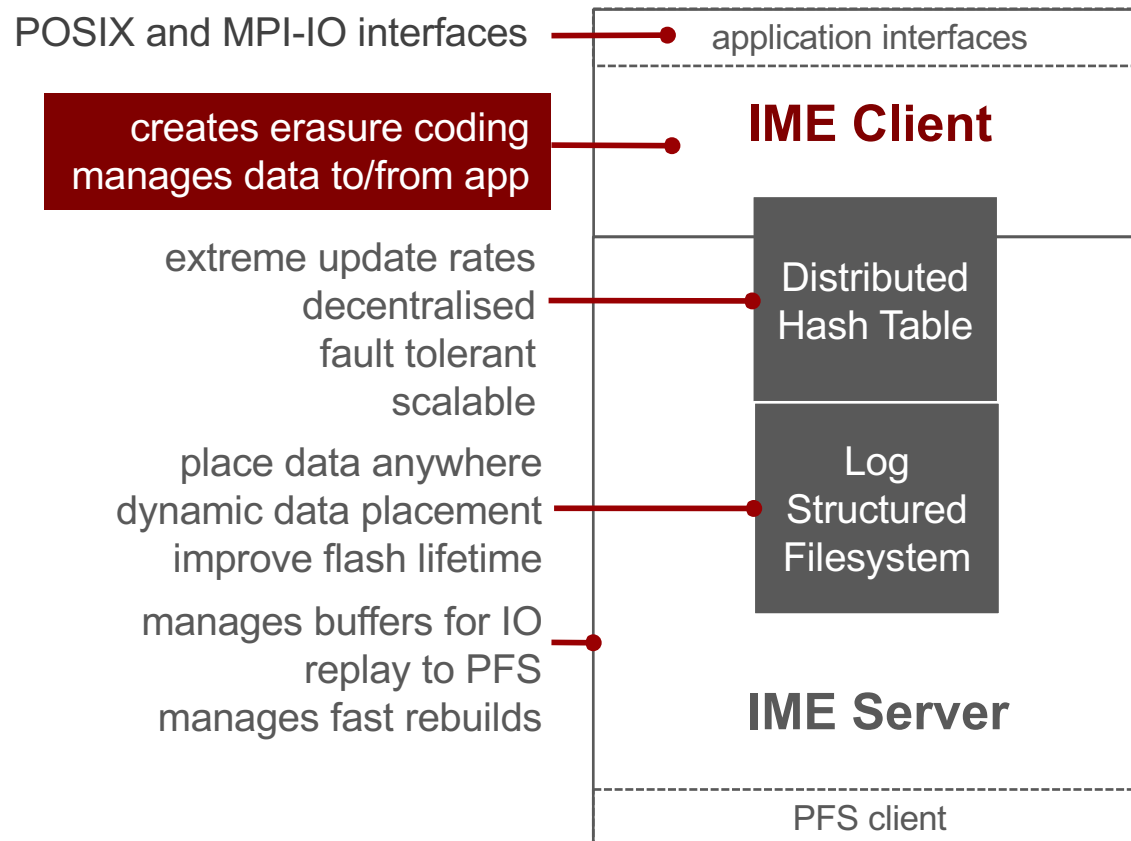 POSIX and MPI-IO interfaces
application interfaces
creates erasure coding
manages data to/from app
IME Client
extreme update rates
decentralised
fault tolerant
scalable
Distributed
Hash Table
place data anywhere
dynamic data placement
improve flash lifetime
Log
Structured
Filesystem
manages buffers for IO
replay to PFS
manages fast rebuilds
IME Server
PFS client